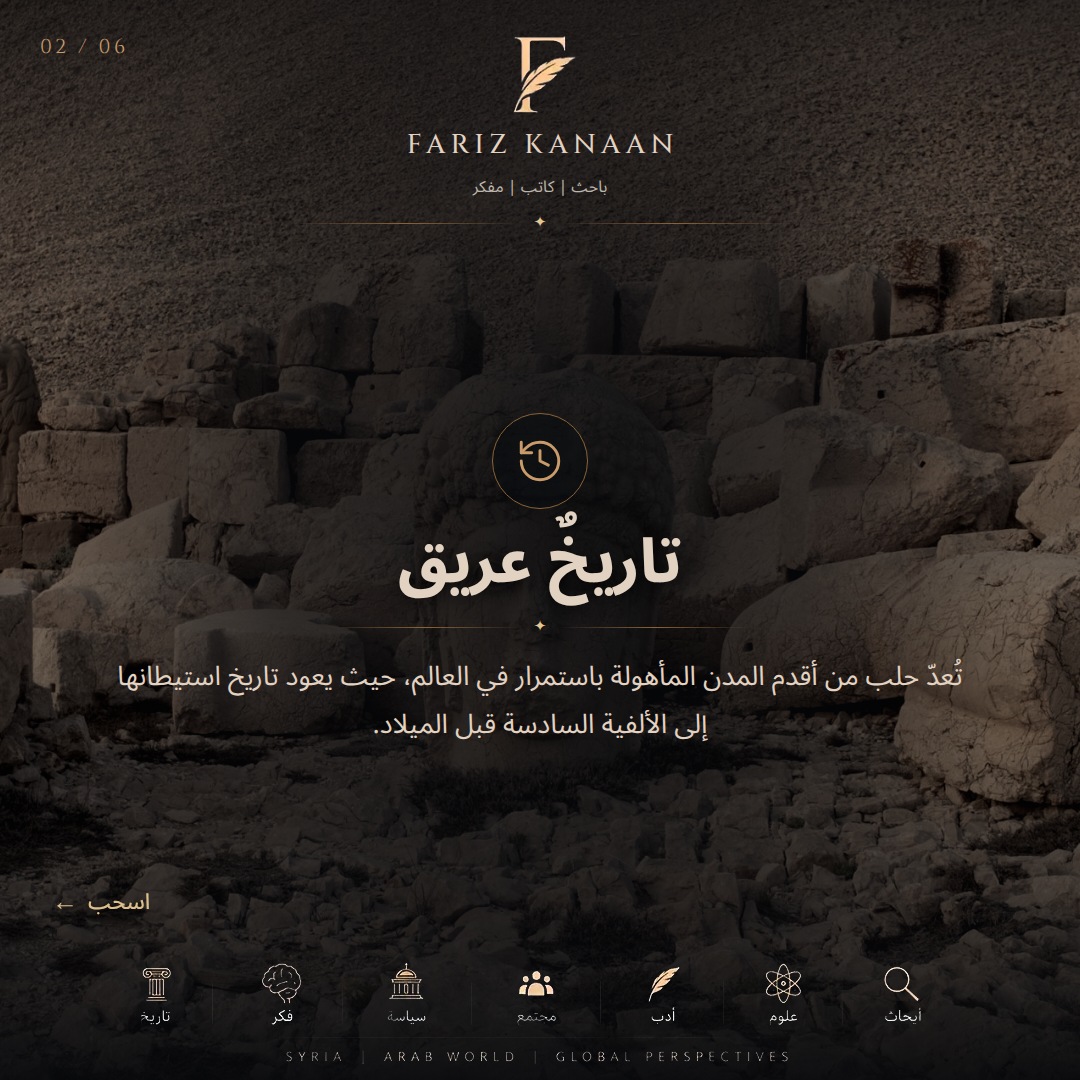 02 / 06
FARIZ KANAAN
باحث | كاتب | مفكر
تاريخٌ عريق
تُعدّ حلب من أقدم المدن المأهولة باستمرار في العالم، حيث يعود تاريخ استيطانها
إلى الألفية السادسة قبل الميلاد.
اسحب ←
أبحاث علوم أدب مجتمع سياسة فكر تاريخ
SYRIA | ARAB WORLD | GLOBAL PERSPECTIVES